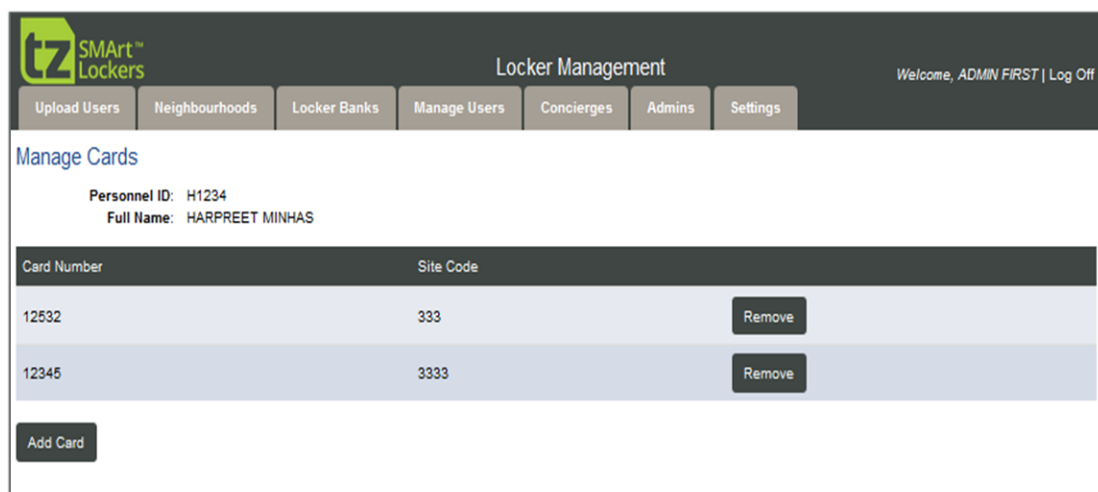 tz SMArt™ Lockers
Locker Management
Welcome, ADMIN FIRST | Log Off
Upload Users Neighbourhoods Locker Banks Manage Users Concierges Admins Settings
Manage Cards
Personnel ID: H1234
Full Name: HARPREET MINHAS
Card Number Site Code
12532 333 Remove
12345 3333 Remove
Add Card